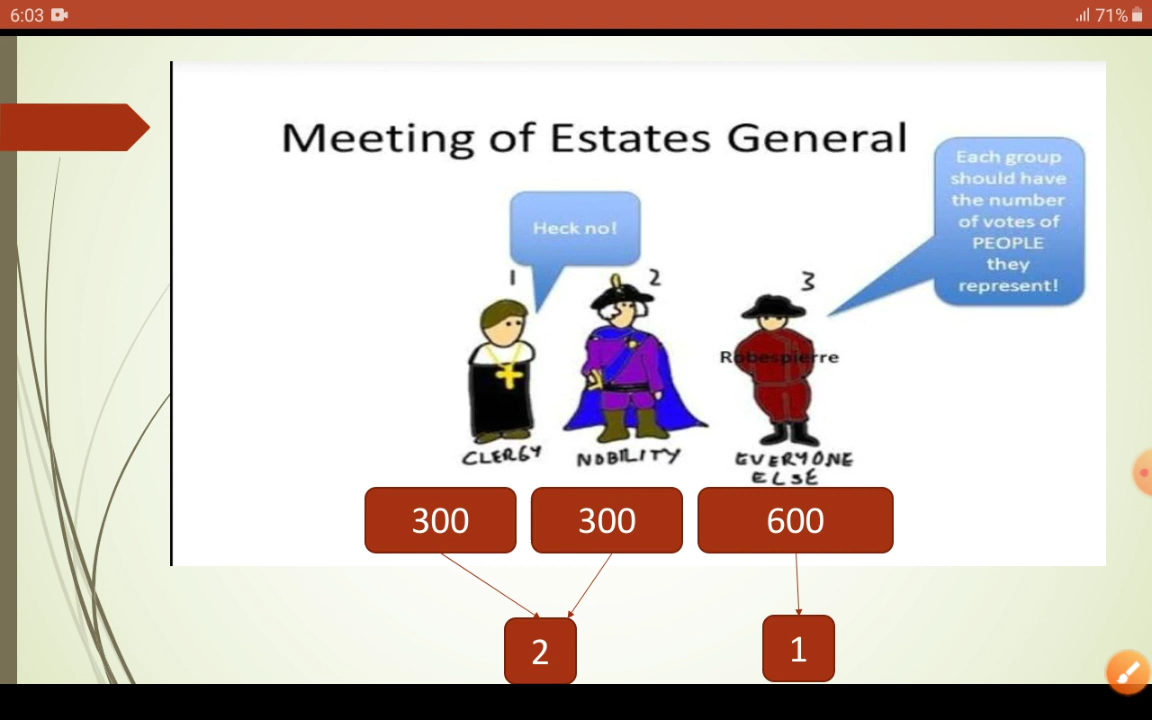 6:03
71%
Meeting of Estates General
Each group
should have
the number
of votes of
PEOPLE
they
represent!
Heck no!
1
2
3
Robespierre
CLERGY
NOBILITY
EVERYONE
ELSE
300
300
600
2
1